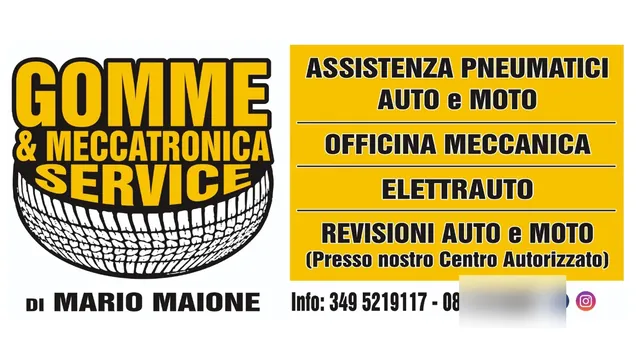 GOMME
& MECCATRONICA
SERVICE
DI MARIO MAIONE
ASSISTENZA PNEUMATICI
AUTO e MOTO
OFFICINA MECCANICA
ELETTRAUTO
REVISIONI AUTO e MOTO
(Presso nostro Centro Autorizzato)
Info: 349 5219117 - 08